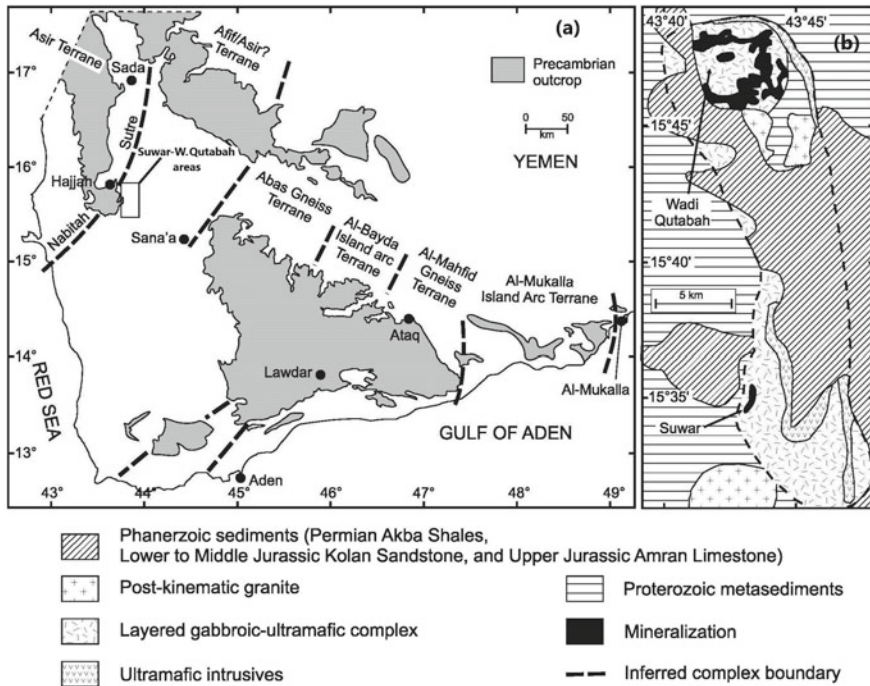 (a)
Asir Terrane
Sada
Afif/Asir?
Terrane
Precambrian
outcrop
0 50
km
YEMEN
17°
16°
15°
14°
13°
Sutre
Nabitah
Suwar-W.Qutabah
areas
Hajjah
Sana'a
Abas Gneiss
Terrane
Al-Bayda
Island arc
Terrane
Al-Mahfid
Gneiss
Terrane
Al-Mukalla
Island Arc Terrane
Ataq
Lawdar
Al-Mukalla
RED SEA
GULF OF ADEN
Aden
43° 44° 45° 46° 47° 48° 49°
43°40' 43°45'
(b)
15°45'
Wadi
Qutabah
15°40'
5 km
15°35'
Suwar
Phanerzoic sediments (Permian Akba Shales,
Lower to Middle Jurassic Kolan Sandstone, and Upper Jurassic Amran Limestone)
Post-kinematic granite
Proterozoic metasediments
Layered gabbroic-ultramafic complex
Mineralization
Ultramafic intrusives
Inferred complex boundary